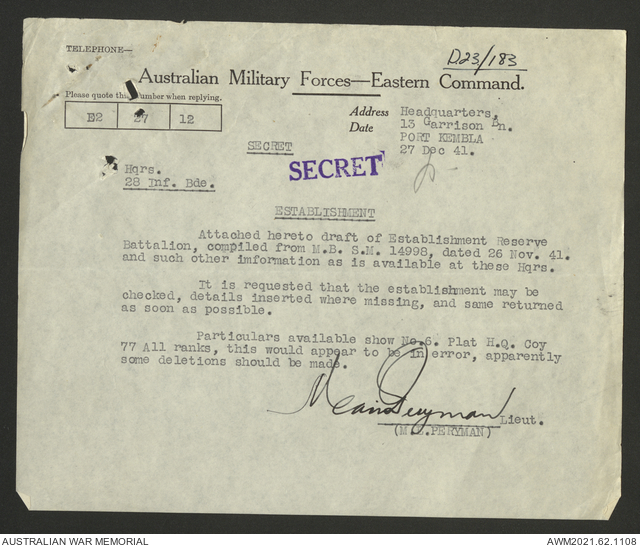 TELEPHONE—
D23/183
Australian Military Forces—Eastern Command.
Please quote this Number when replying.
E2 27 12
Address Headquarters,
13 Garrison Bn.
PORT KEMBLA
Date 27 Dec 41.
SECRET
SECRET
Hqrs.
28 Inf. Bde.
ESTABLISHMENT
Attached hereto draft of Establishment Reserve
Battalion, compiled from M.B. S.M. 14998, dated 26 Nov. 41.
and such other imformation as is available at these Hqrs.
It is requested that the establishment may be
checked, details inserted where missing, and same returned
as soon as possible.
Particulars available show No.6. Plat H.Q. Coy
77 All ranks, this would appear to be in error, apparently
some deletions should be made.
Lieut.
PERYMAN)
AUSTRALIAN WAR MEMORIAL
AWM2021.62.1108